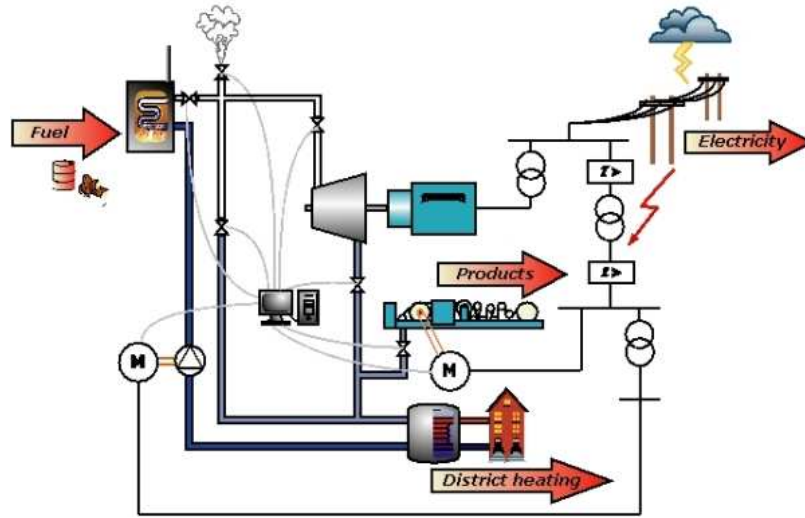 Fuel
Electricity
I >
Products
I >
M
M
District heating